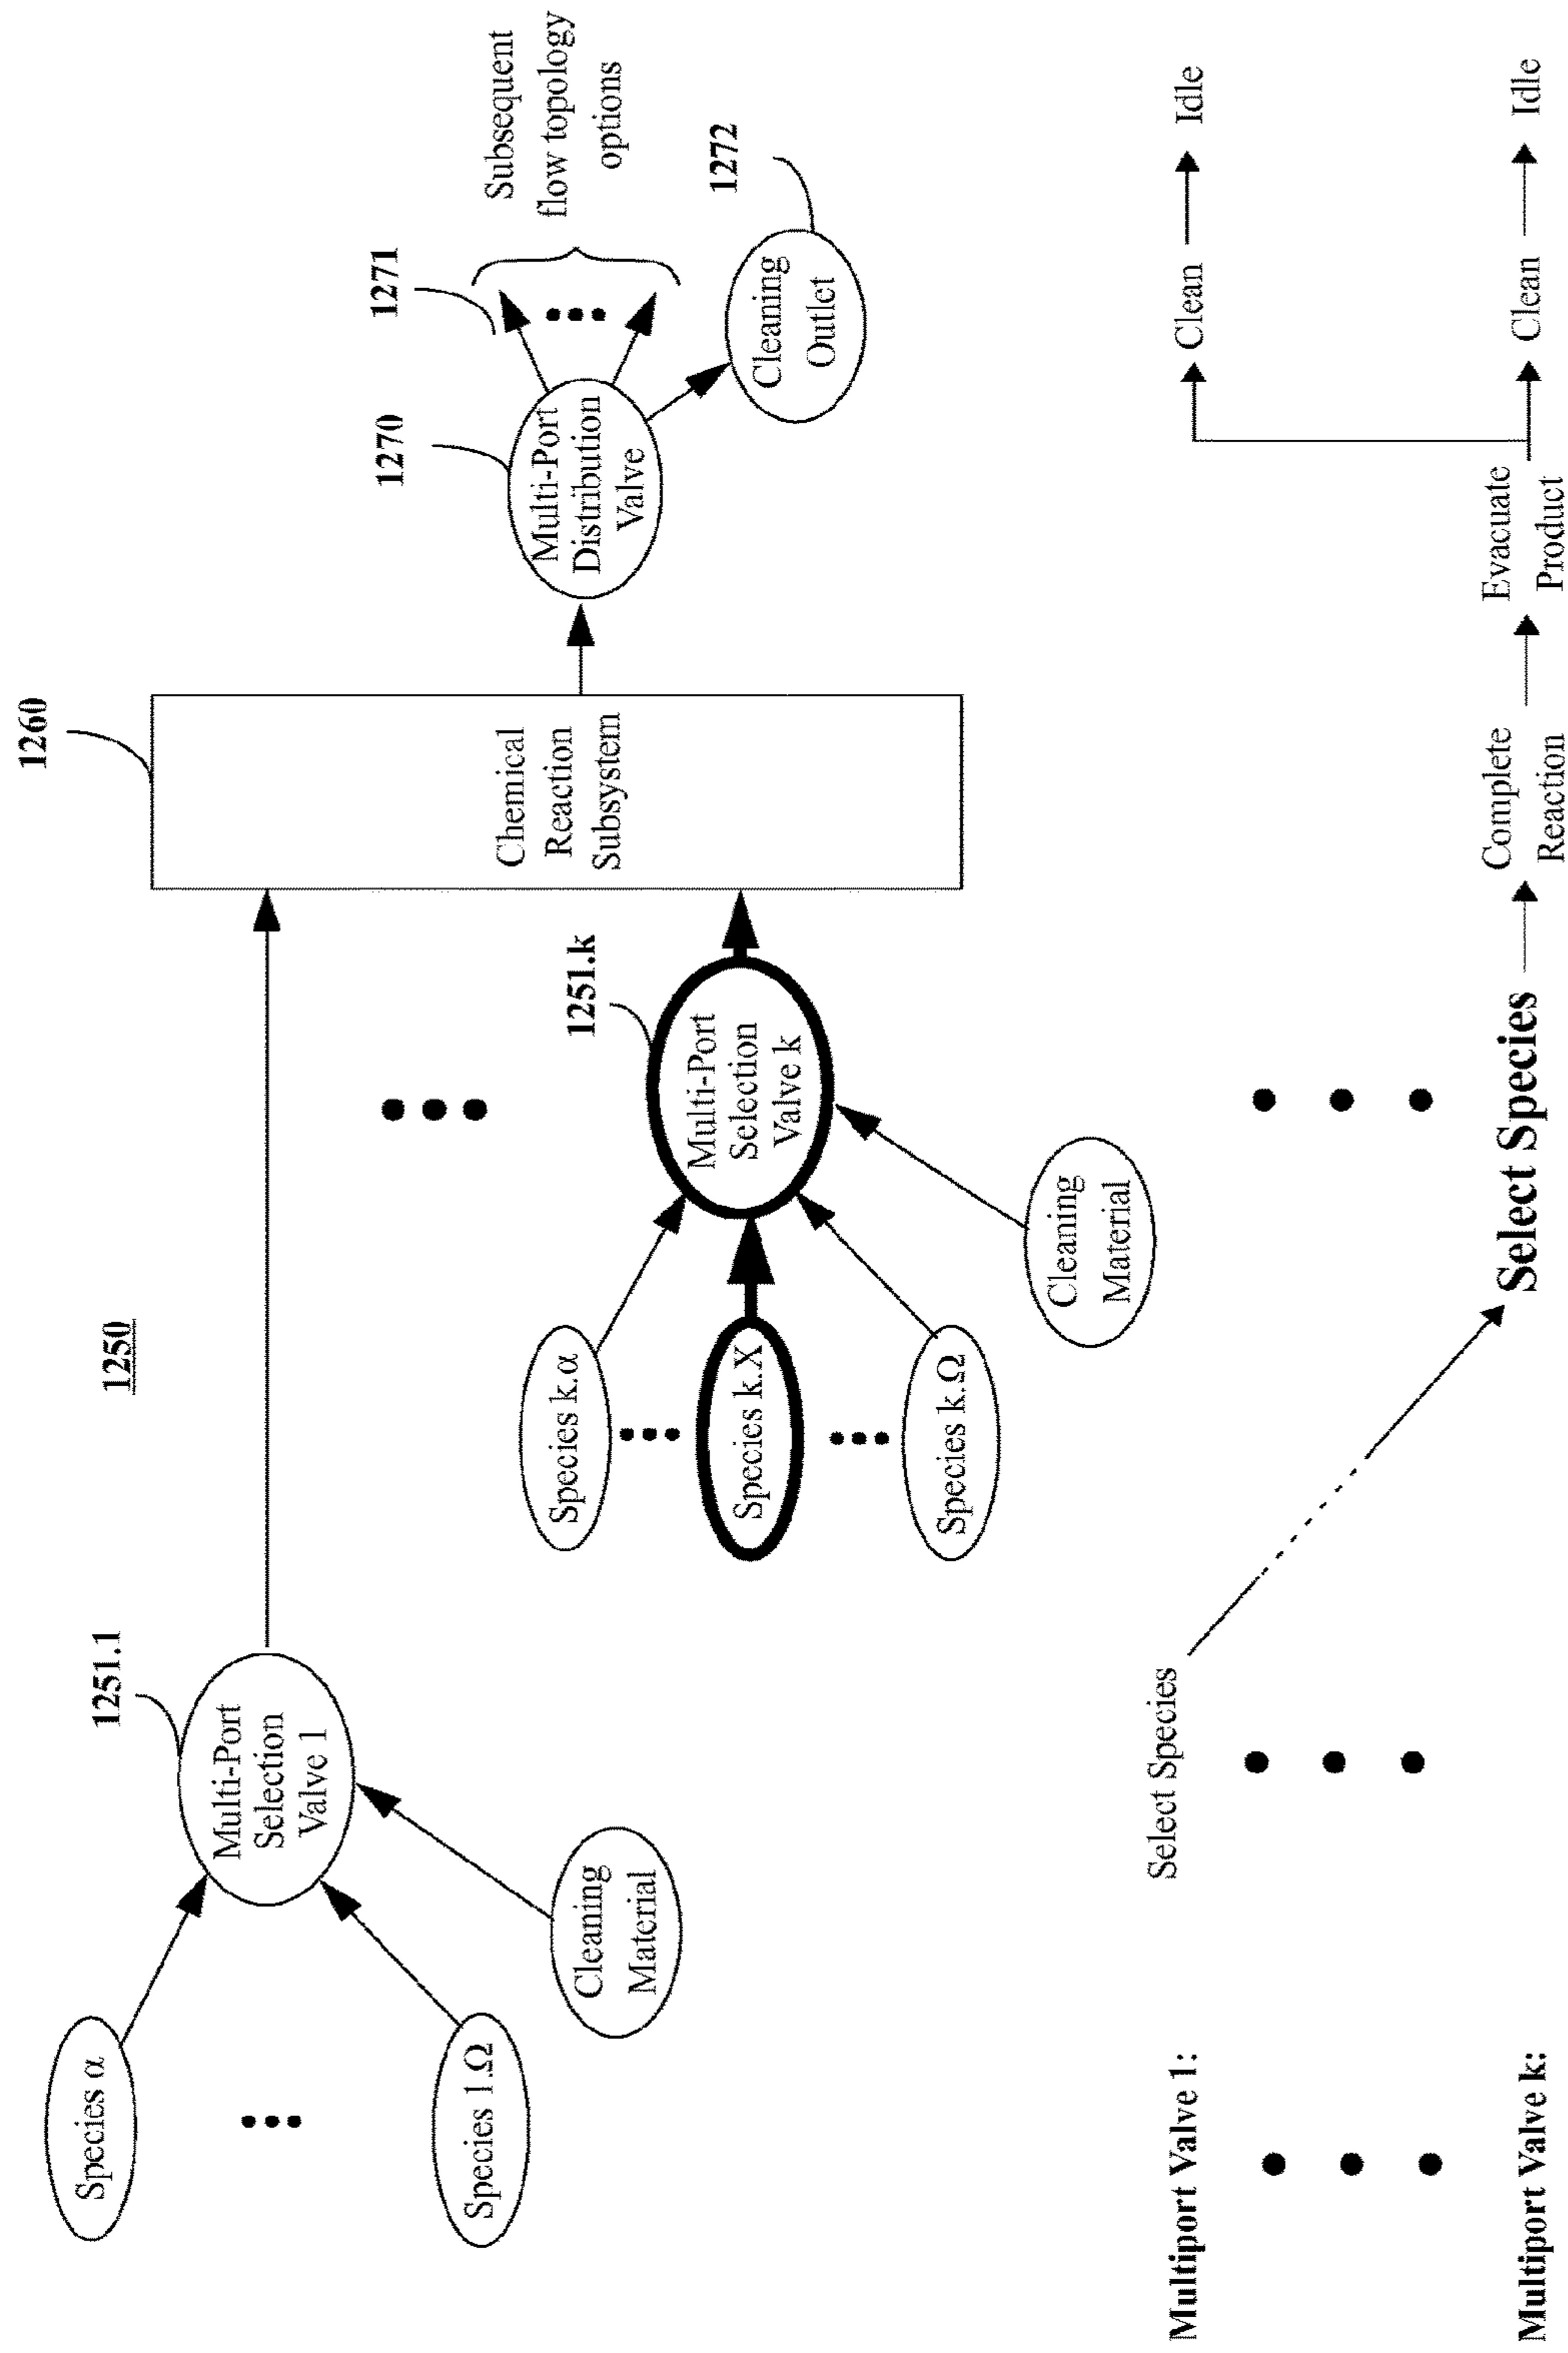 1250
1251.1
Species α
Species 1.Ω
Multi-Port
Selection
Valve 1
Cleaning
Material
1251.k
Species k.α
Species k.X
Species k.Ω
Multi-Port
Selection
Valve k
Cleaning
Material
1260
Chemical
Reaction
Subsystem
1270
Multi-Port
Distribution
Valve
1271
Subsequent
flow topology
options
1272
Cleaning
Outlet
Multiport Valve 1:
Select Species
Clean
Idle
Multiport Valve k:
Select Species
Complete
Reaction
Evacuate
Product
Clean
Idle